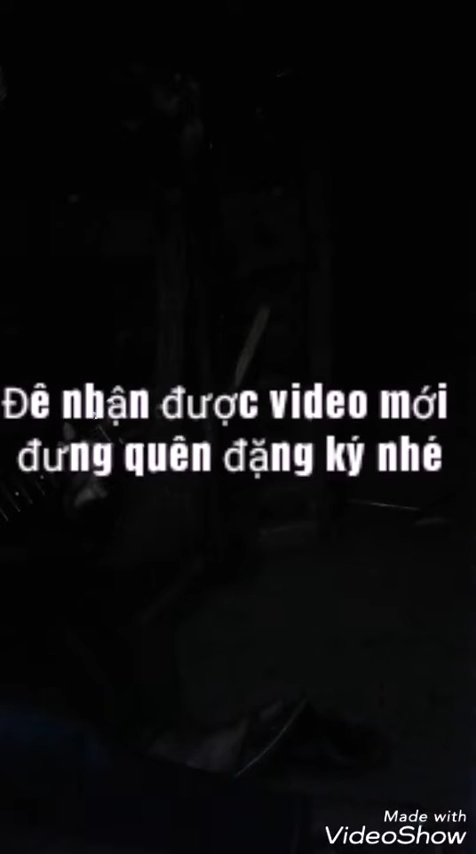 Đê nhận được video mới
đưng quên đặng ký nhé
Made with
VideoShow